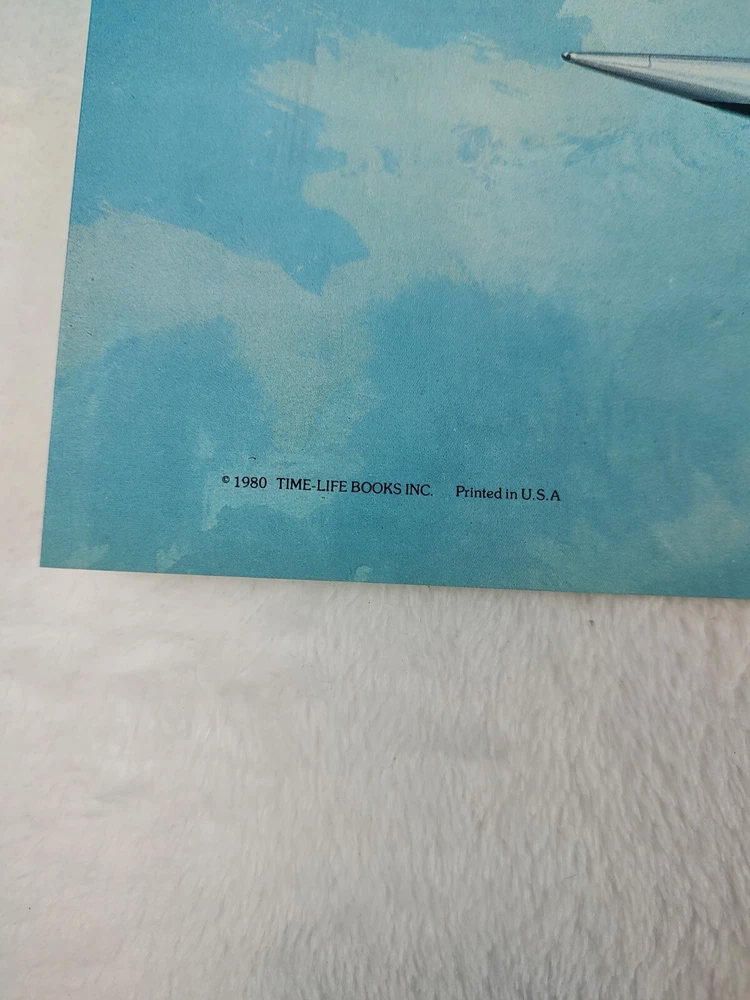 © 1980 TIME-LIFE BOOKS INC. Printed in U.S.A